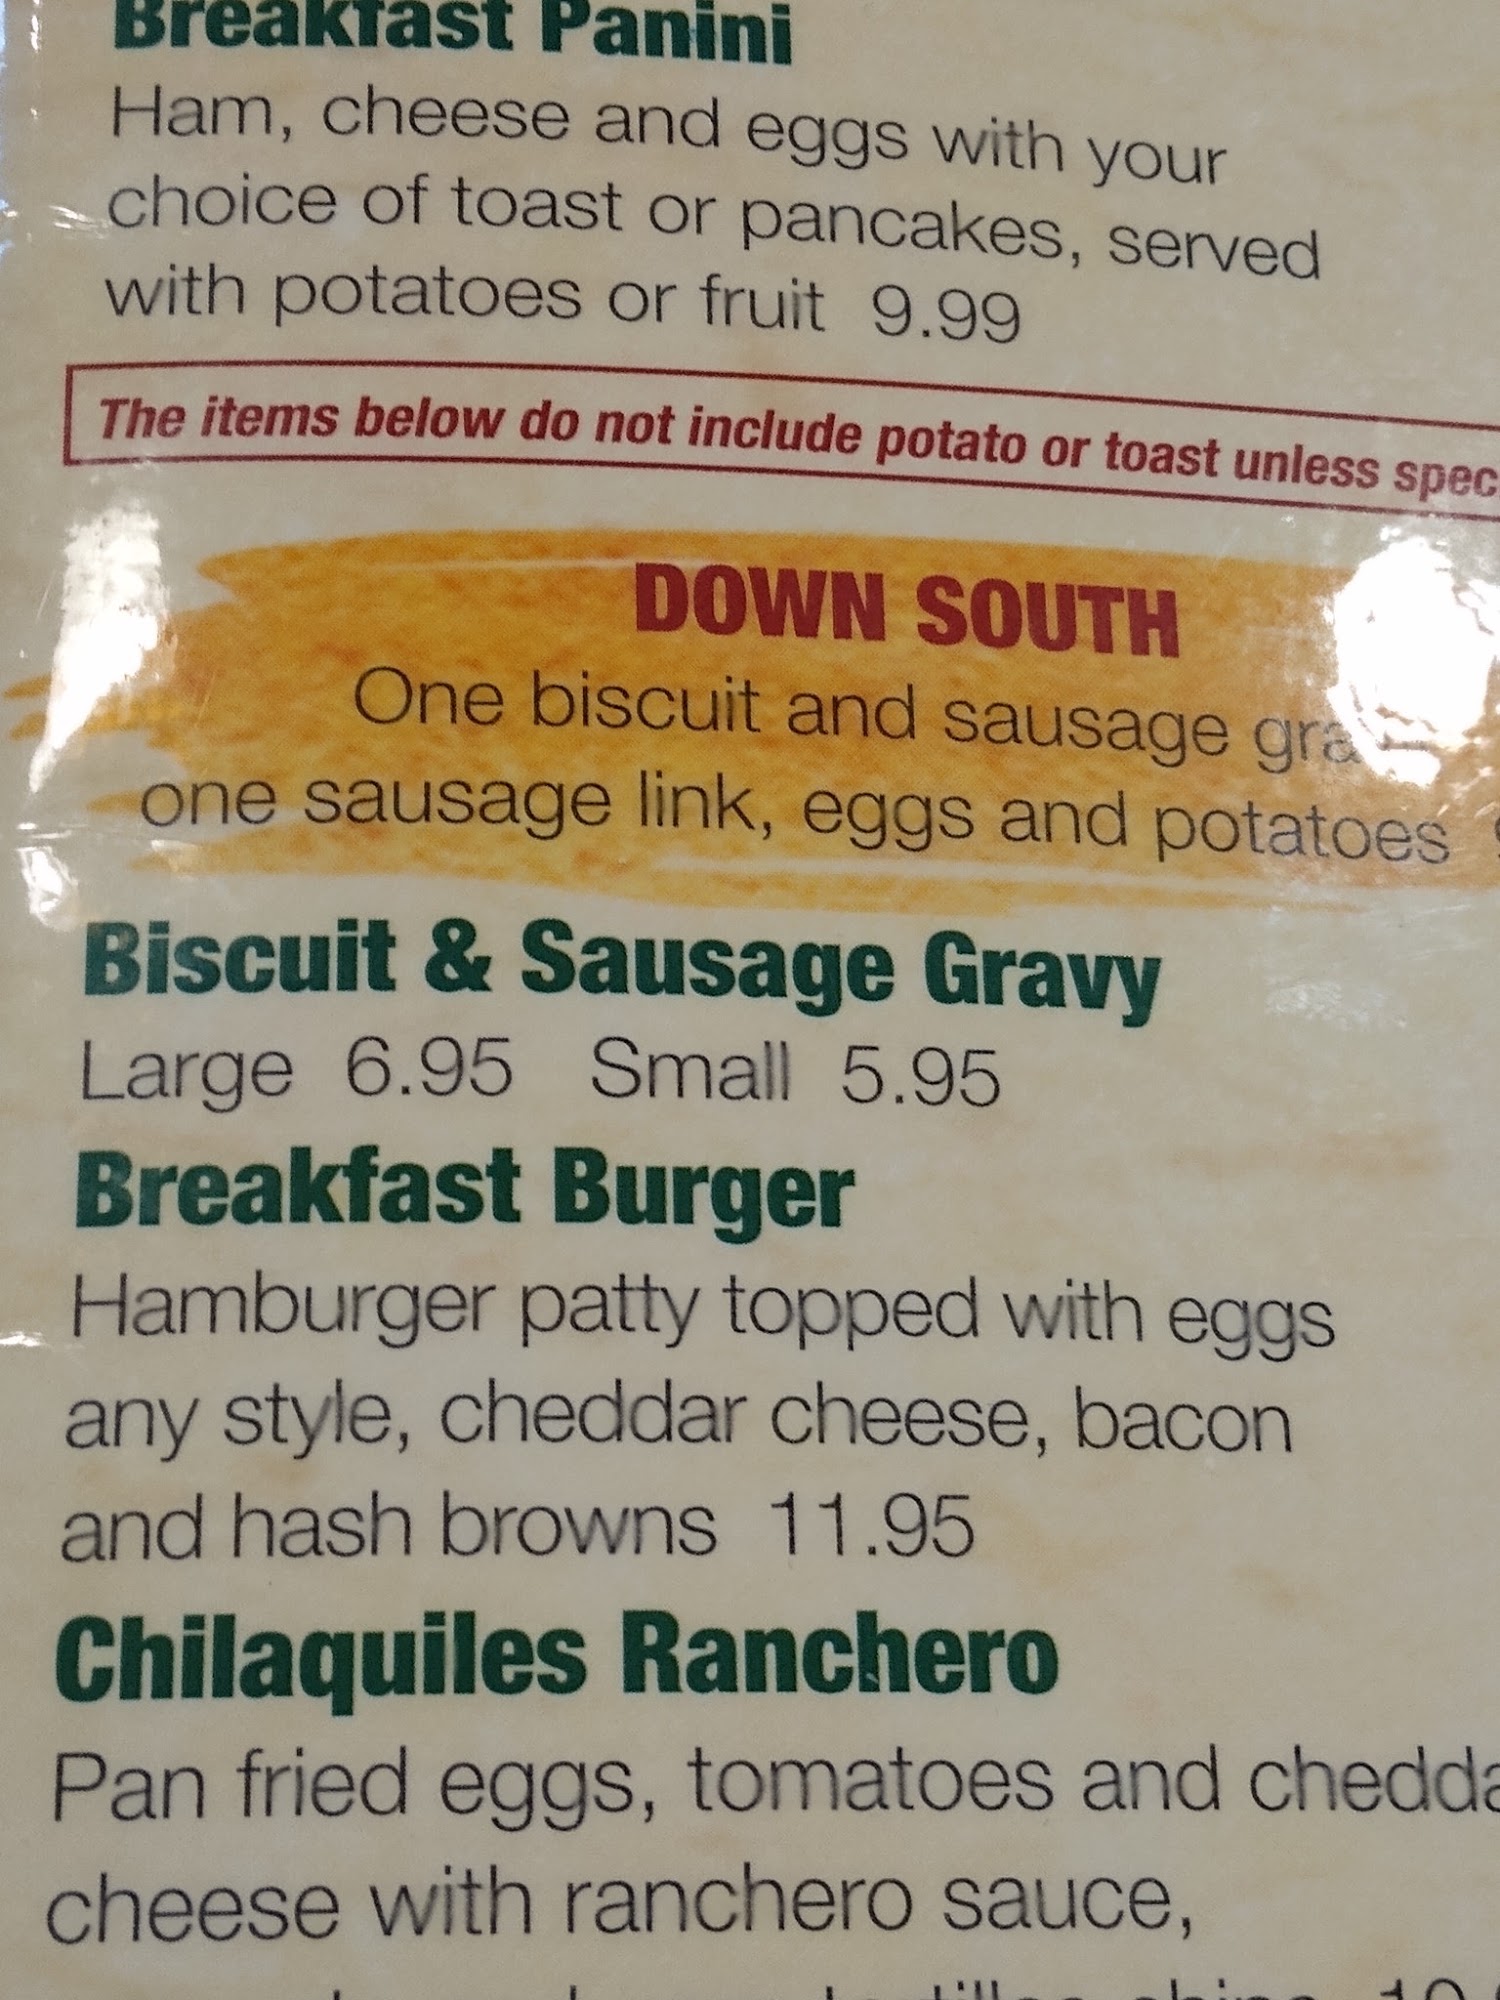 Breakfast Panini
Ham, cheese and eggs with your
choice of toast or pancakes, served
with potatoes or fruit 9.99
The items below do not include potato or toast unless
DOWN SOUTH
One biscuit and sausage
one sausage link, eggs and potatoes
Biscuit & Sausage Gravy
Large 6.95 Small 5.95
Breakfast Burger
Hamburger patty topped with eggs
any style, cheddar cheese, bacon
and hash browns 11.95
Chilaquiles Ranchero
Pan fried eggs, tomatoes and
cheese with ranchero sauce,